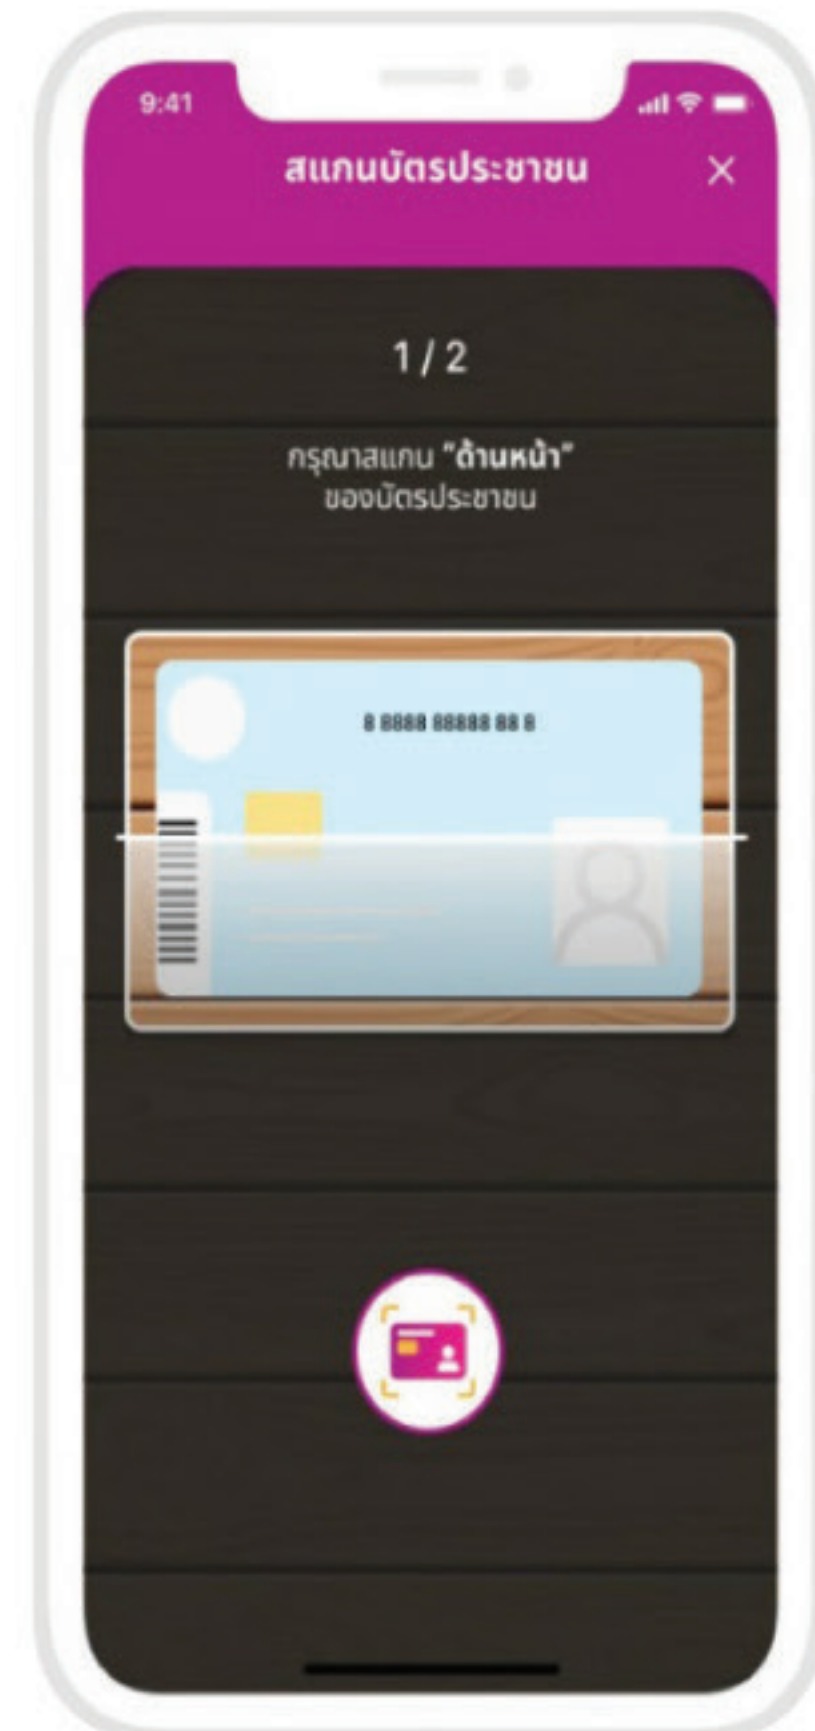 9:41
สแกนบัตรประชาชน
1 / 2
กรุณาสแกน "ด้านหน้า"
ของบัตรประชาชน
8 8888 88888 88 8